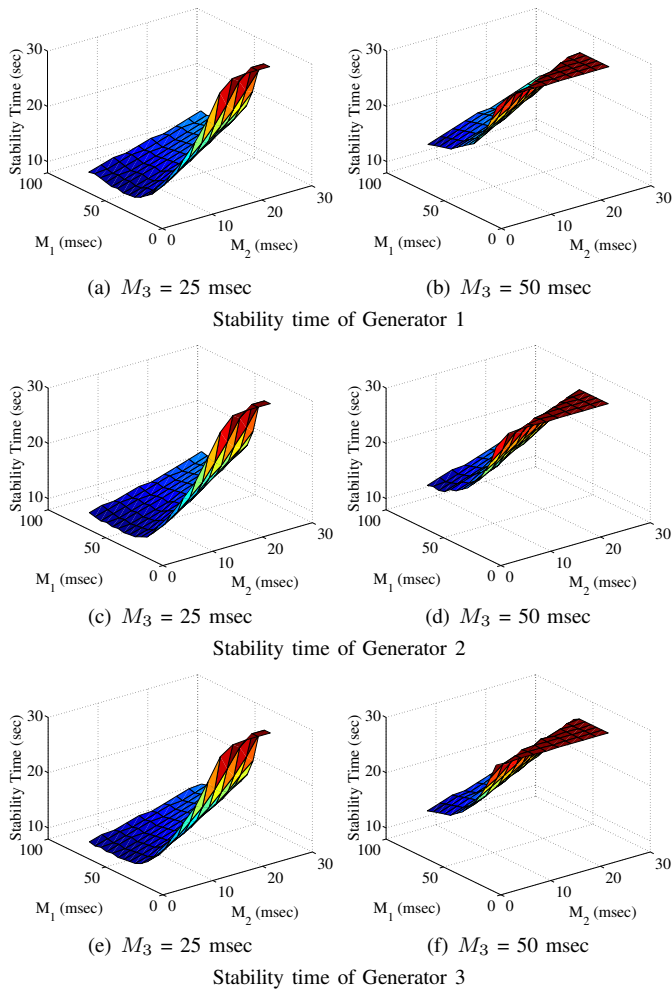 30
20
10
Stability Time (sec)
100
50
0
M1 (msec)
0
10
20
30
M2 (msec)
30
20
10
Stability Time (sec)
100
50
0
M1 (msec)
0
10
20
30
M2 (msec)
(a) M3 = 25 msec
(b) M3 = 50 msec
Stability time of Generator 1
30
20
10
Stability Time (sec)
100
50
0
M1 (msec)
0
10
20
30
M2 (msec)
30
20
10
Stability Time (sec)
100
50
0
M1 (msec)
0
10
20
30
M2 (msec)
(c) M3 = 25 msec
(d) M3 = 50 msec
Stability time of Generator 2
30
20
10
Stability Time (sec)
100
50
0
M1 (msec)
0
10
20
30
M2 (msec)
30
20
10
Stability Time (sec)
100
50
0
M1 (msec)
0
10
20
30
M2 (msec)
(e) M3 = 25 msec
(f) M3 = 50 msec
Stability time of Generator 3